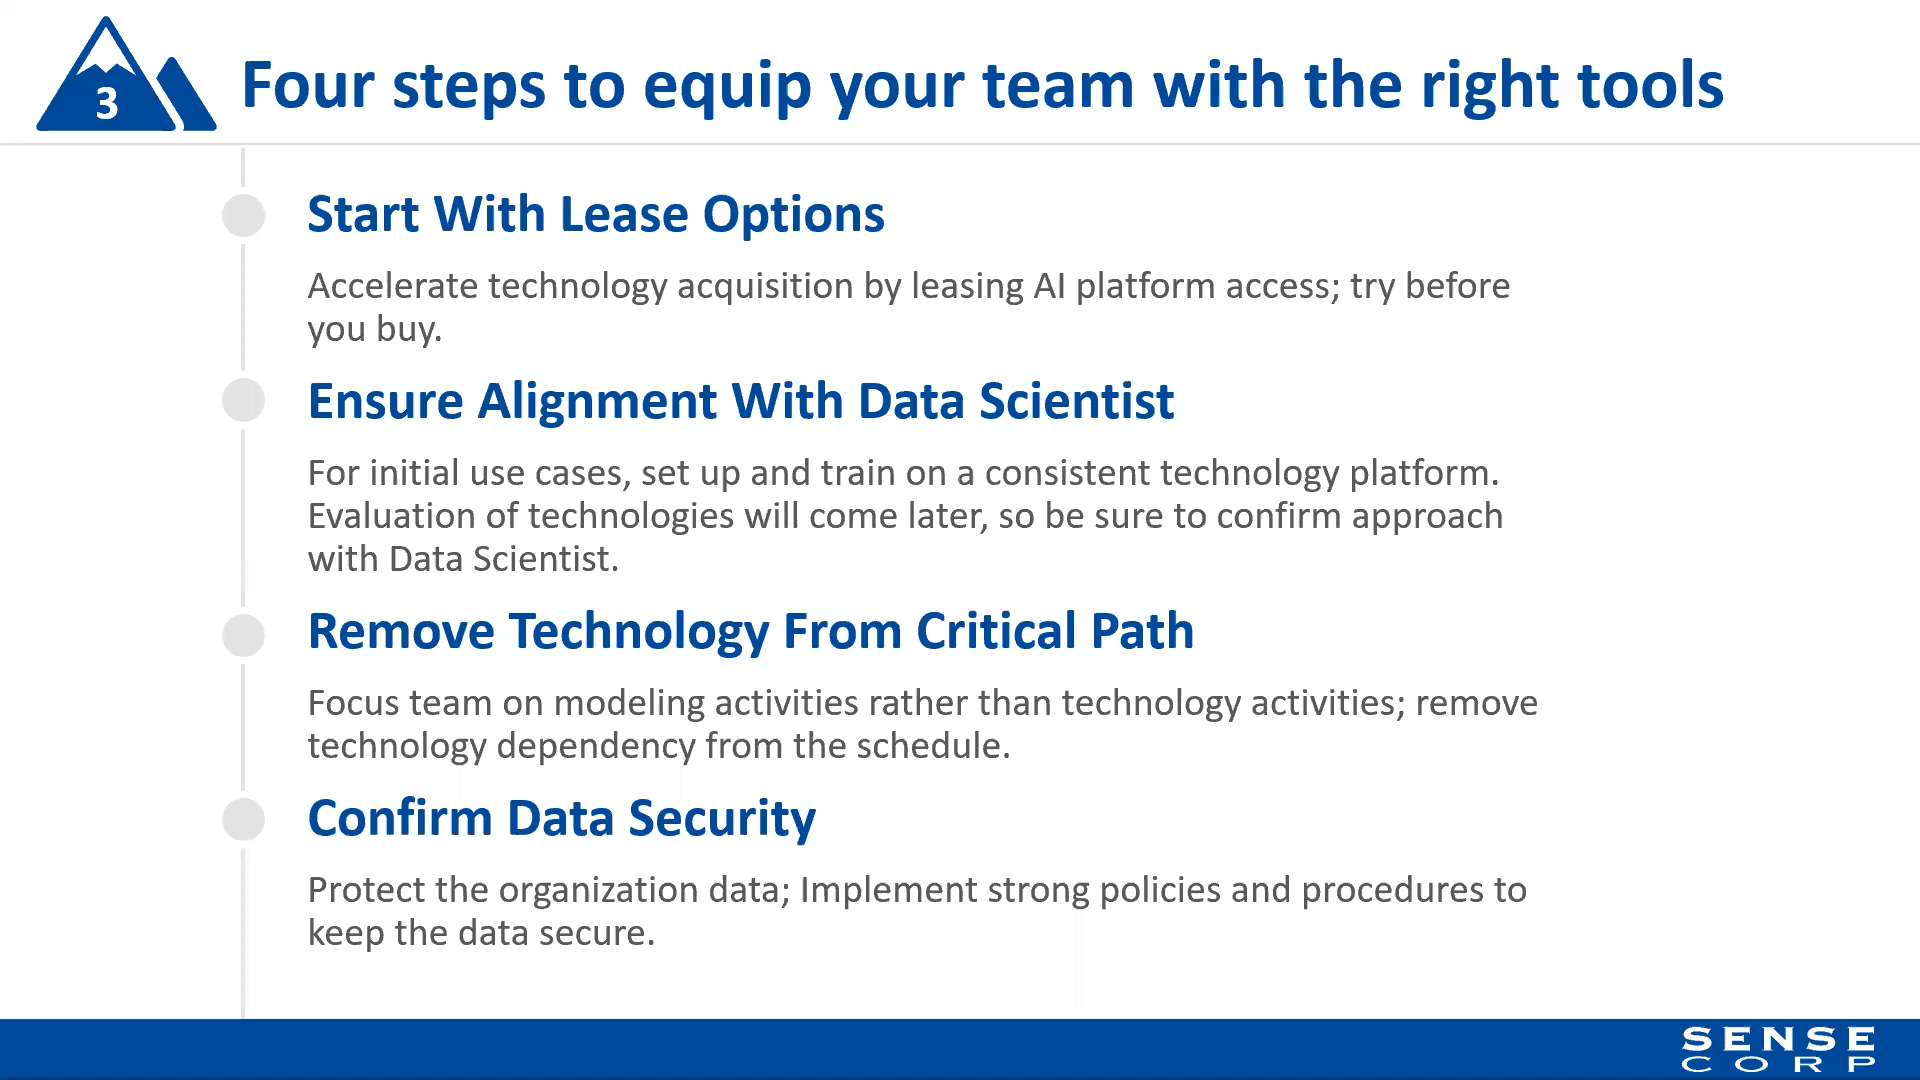 3
Four steps to equip your team with the right tools
Start With Lease Options
Accelerate technology acquisition by leasing AI platform access; try before
you buy.
Ensure Alignment With Data Scientist
For initial use cases, set up and train on a consistent technology platform.
Evaluation of technologies will come later, so be sure to confirm approach
with Data Scientist.
Remove Technology From Critical Path
Focus team on modeling activities rather than technology activities; remove
technology dependency from the schedule.
Confirm Data Security
Protect the organization data; Implement strong policies and procedures to
keep the data secure.
SENSE
CORP